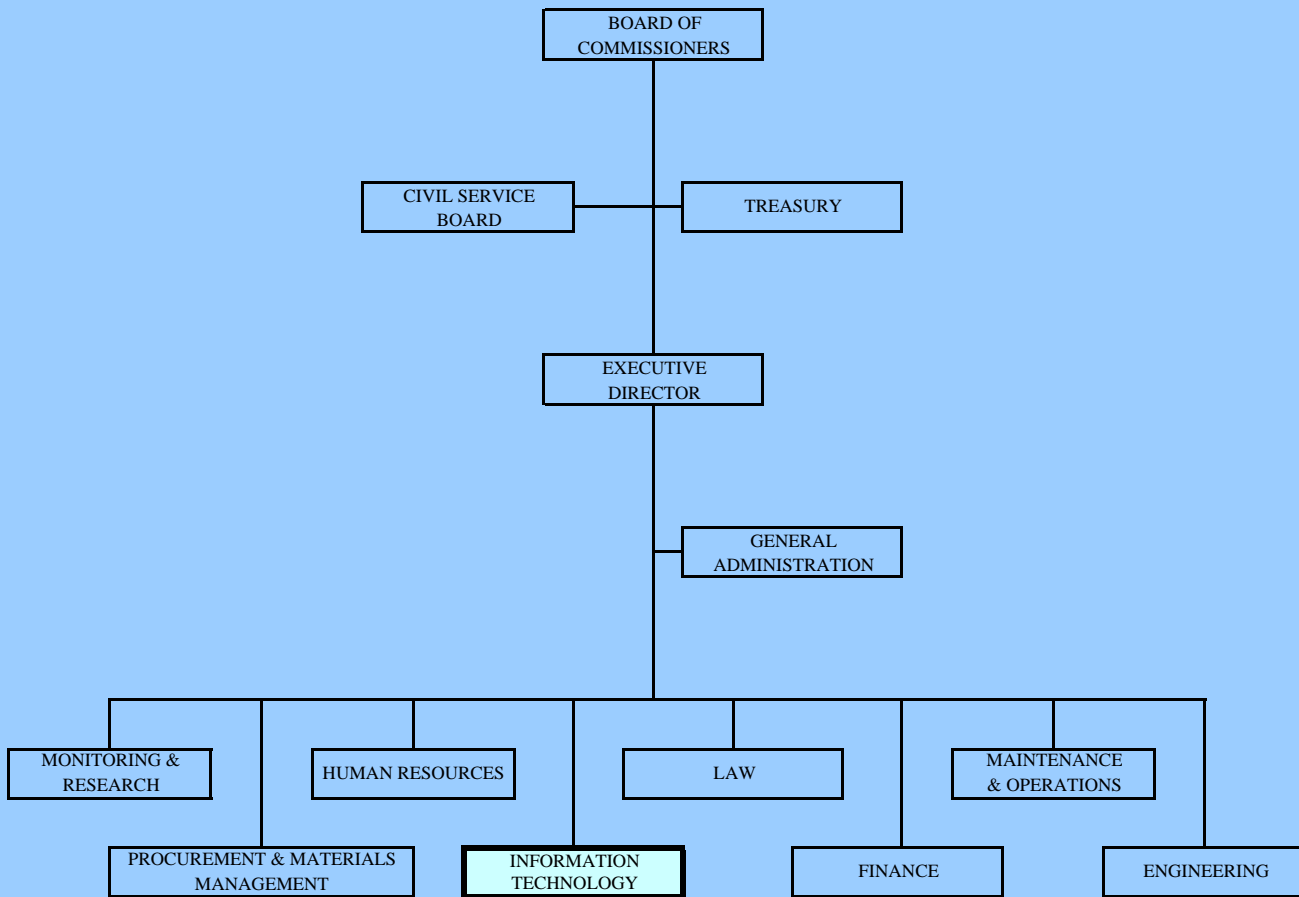 BOARD OF
COMMISSIONERS
CIVIL SERVICE
BOARD
TREASURY
EXECUTIVE
DIRECTOR
GENERAL
ADMINISTRATION
MONITORING &
RESEARCH
HUMAN RESOURCES
LAW
MAINTENANCE
& OPERATIONS
PROCUREMENT & MATERIALS
MANAGEMENT
INFORMATION
TECHNOLOGY
FINANCE
ENGINEERING